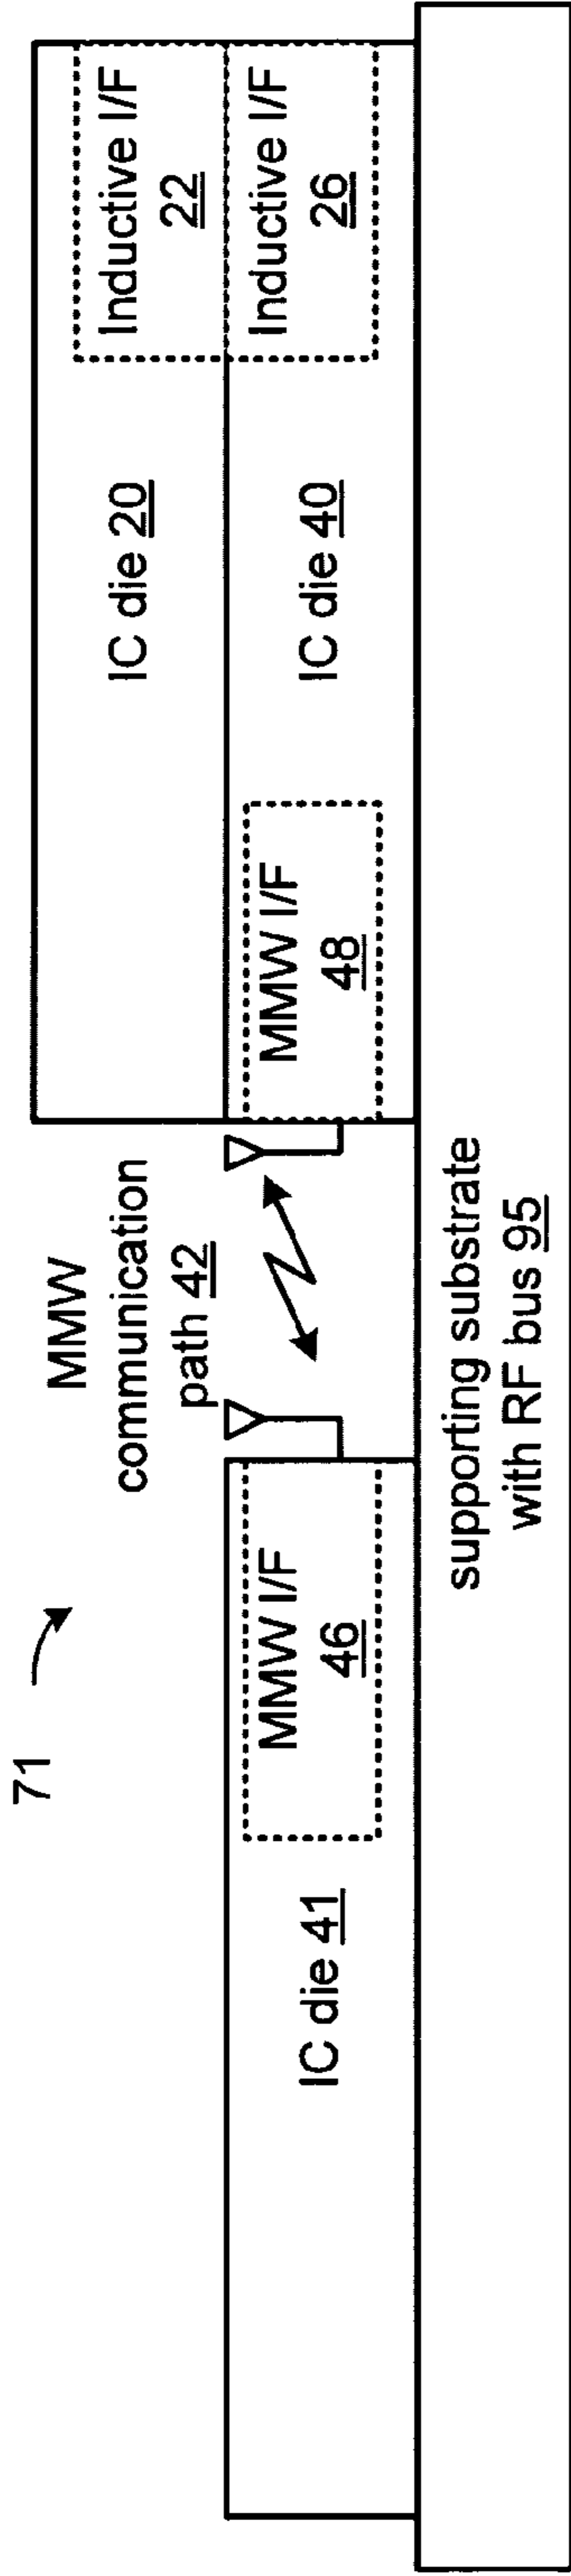 71
MMW
communication
path 42
IC die 20
Inductive I/F
22
IC die 41
MMW I/F
46
MMW I/F
48
IC die 40
Inductive I/F
26
supporting substrate
with RF bus 95